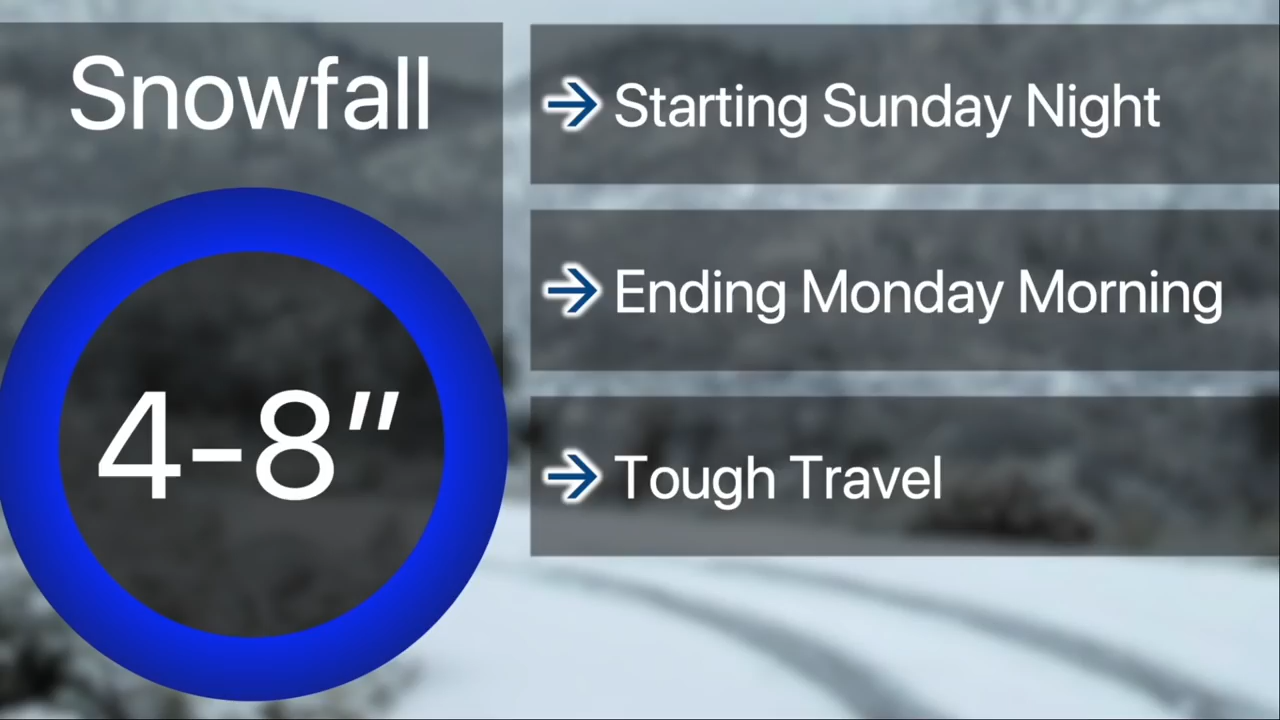 Snowfall
4-8"
→ Starting Sunday Night
→ Ending Monday Morning
→ Tough Travel